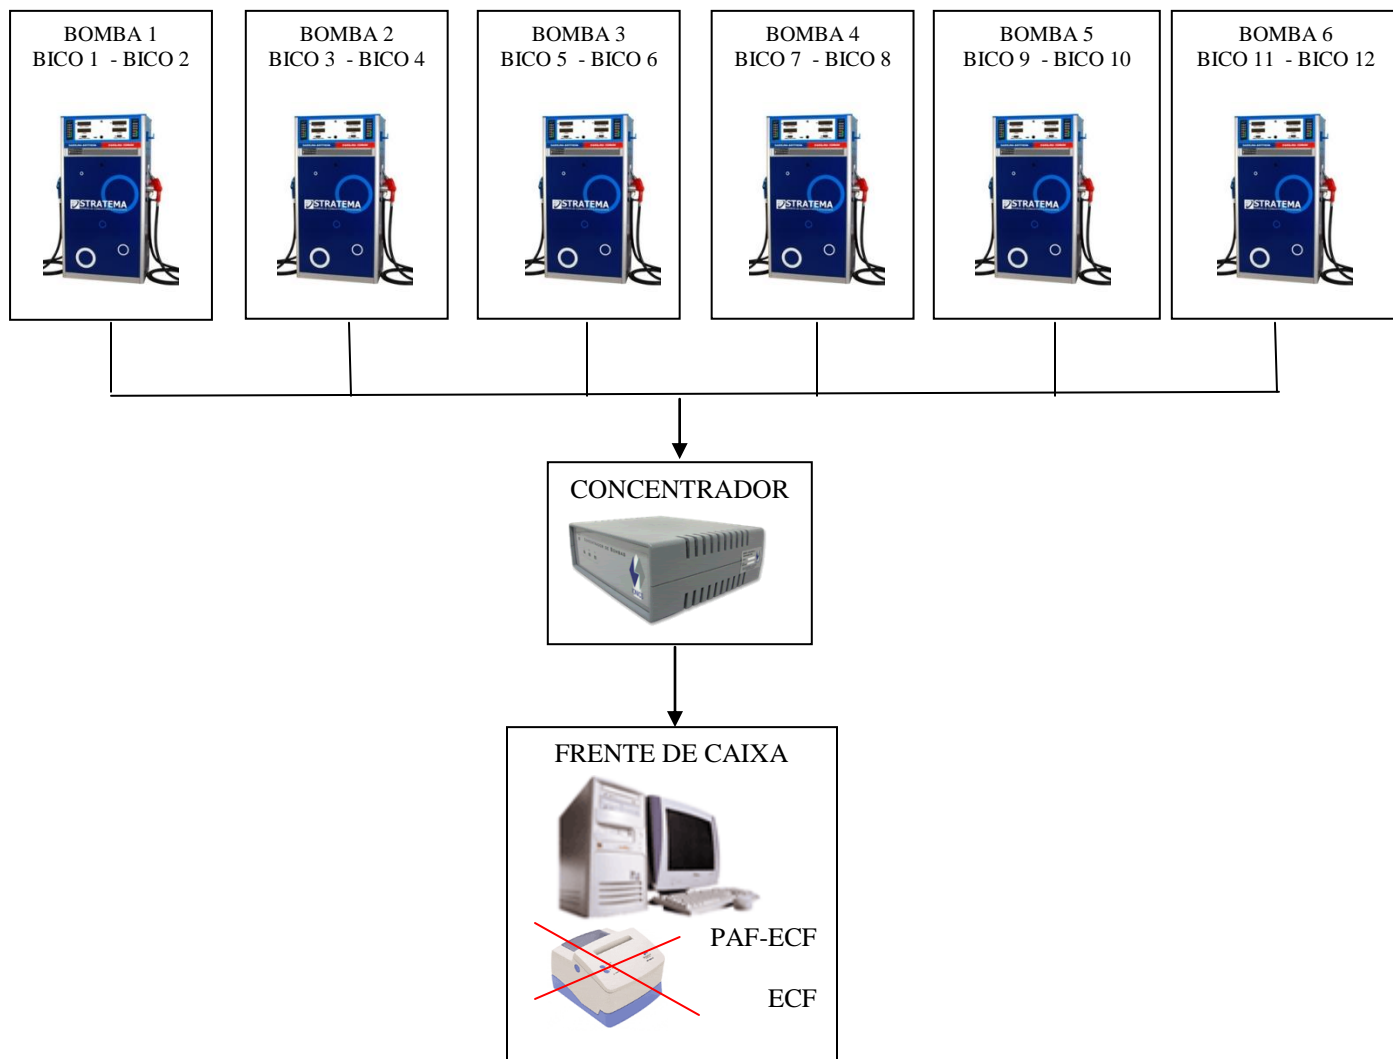 BOMBA 1
BICO 1 - BICO 2
BOMBA 2
BICO 3 - BICO 4
BOMBA 3
BICO 5 - BICO 6
BOMBA 4
BICO 7 - BICO 8
BOMBA 5
BICO 9 - BICO 10
BOMBA 6
BICO 11 - BICO 12
STRATEMA
STRATEMA
STRATEMA
STRATEMA
STRATEMA
STRATEMA
CONCENTRADOR
FRENTE DE CAIXA
PAF-ECF
ECF